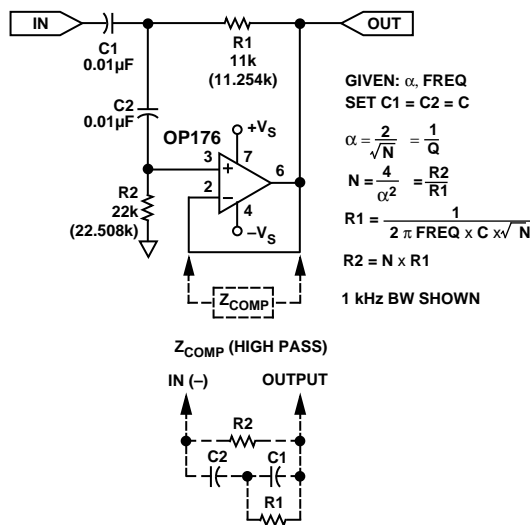 IN
C1
0.01µF
R1
11k
(11.254k)
OUT
C2
0.01µF
OP176
+VS
3
7
+
6
2
–
4
–VS
R2
22k
(22.508k)
ZCOMP
GIVEN: α, FREQ
SET C1 = C2 = C
α = 2/√N = 1/Q
N = 4/α² = R2/R1
R1 = 1/2 π FREQ x C x √N
R2 = N x R1
1 kHz BW SHOWN
ZCOMP (HIGH PASS)
IN (–)
OUTPUT
R2
C2
C1
R1